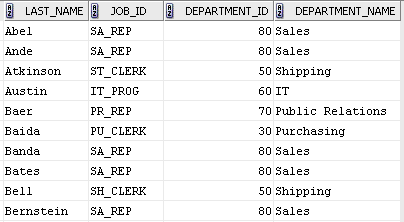 LAST_NAME JOB_ID DEPARTMENT_ID DEPARTMENT_NAME
Abel SA_REP 80 Sales
Ande SA_REP 80 Sales
Atkinson ST_CLERK 50 Shipping
Austin IT_PROG 60 IT
Baer PR_REP 70 Public Relations
Baida PU_CLERK 30 Purchasing
Banda SA_REP 80 Sales
Bates SA_REP 80 Sales
Bell SH_CLERK 50 Shipping
Bernstein SA_REP 80 Sales